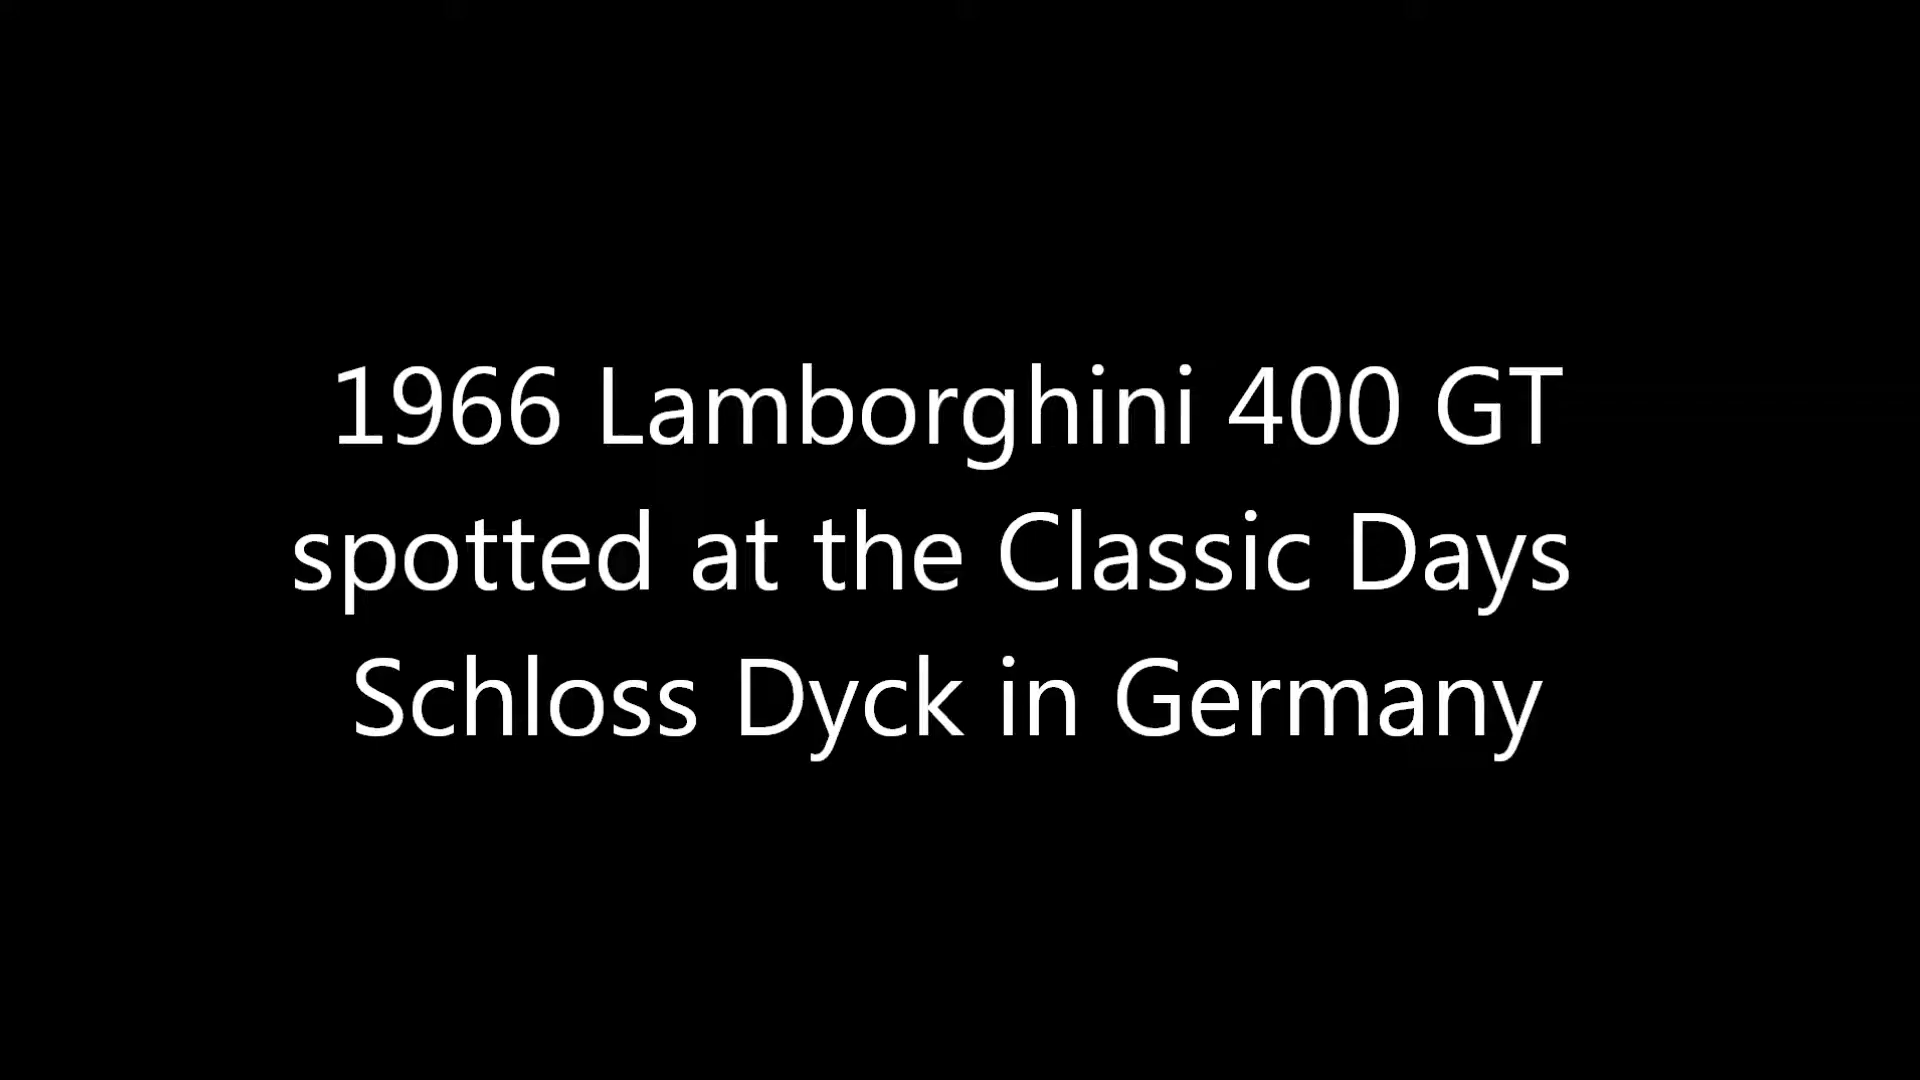 1966 Lamborghini 400 GT
spotted at the Classic Days
Schloss Dyck in Germany